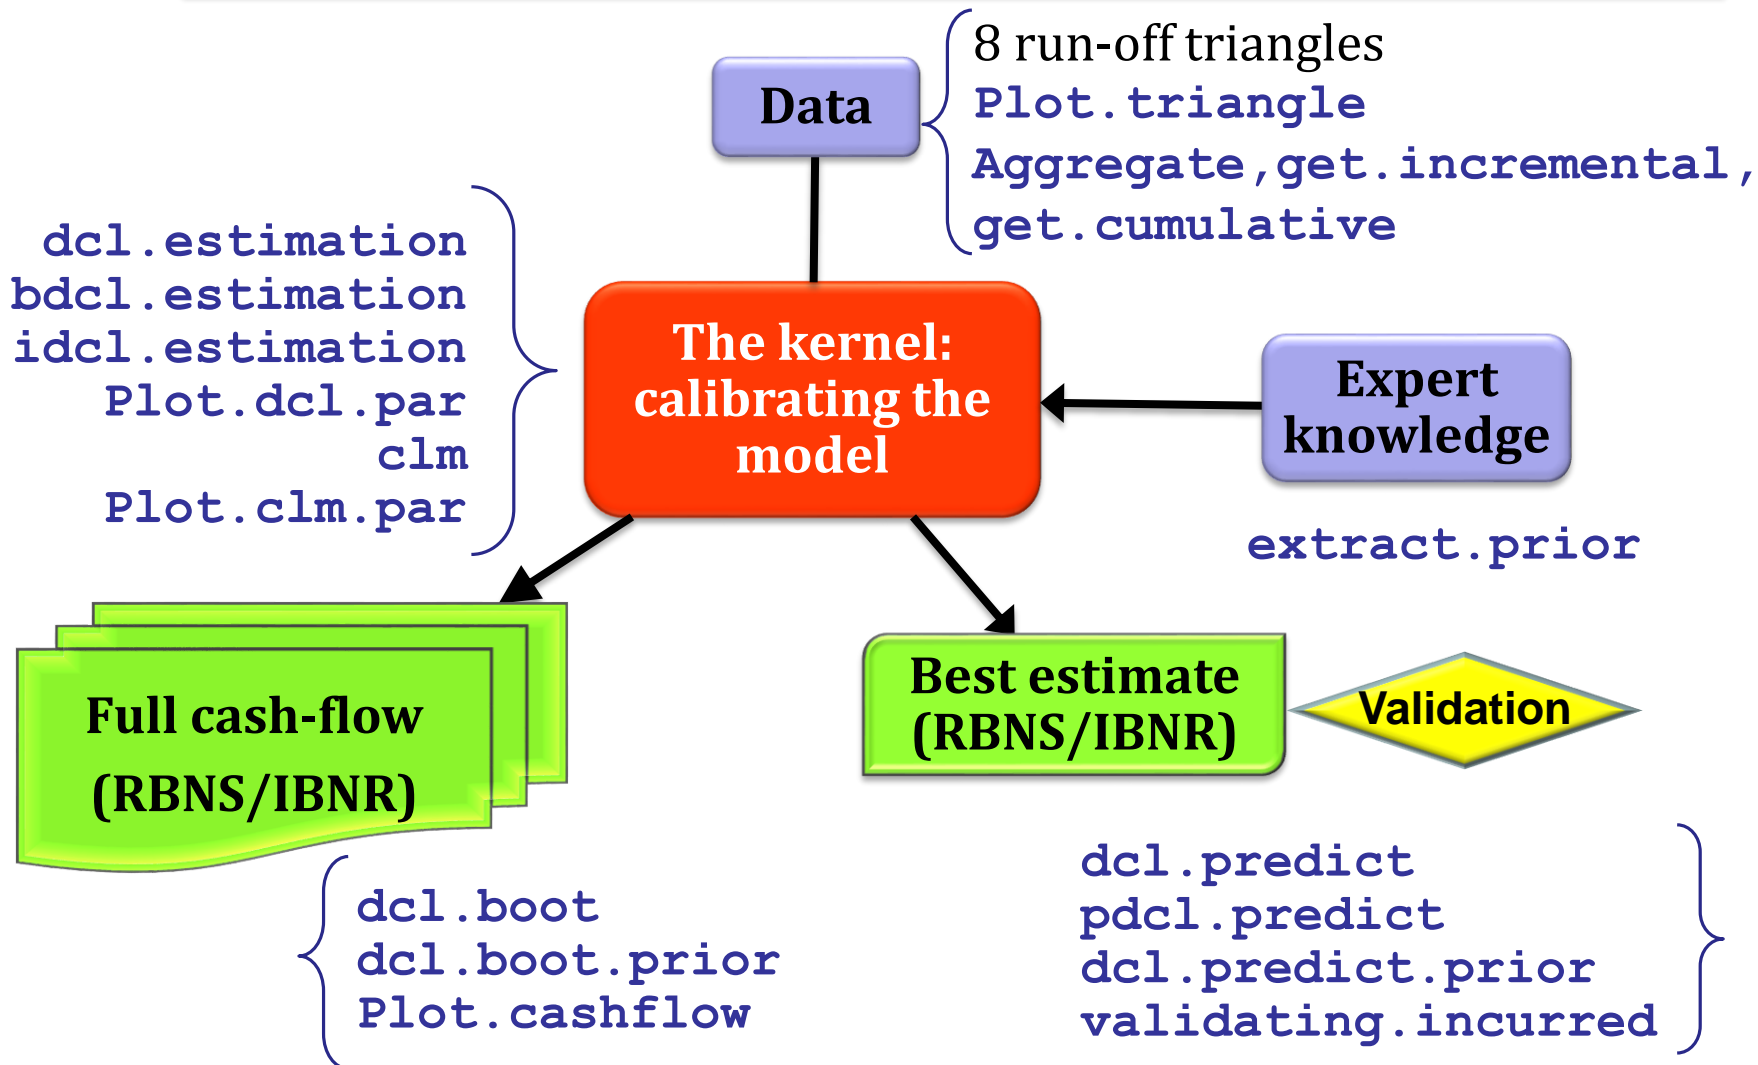 Data
8 run-off triangles
Plot.triangle
Aggregate,get.incremental,
get.cumulative
dcl.estimation
bdcl.estimation
idcl.estimation
Plot.dcl.par
clm
Plot.clm.par
The kernel:
calibrating the
model
Expert
knowledge
extract.prior
Full cash-flow
(RBNS/IBNR)
Best estimate
(RBNS/IBNR)
Validation
dcl.boot
dcl.boot.prior
Plot.cashflow
dcl.predict
pdcl.predict
dcl.predict.prior
validating.incurred